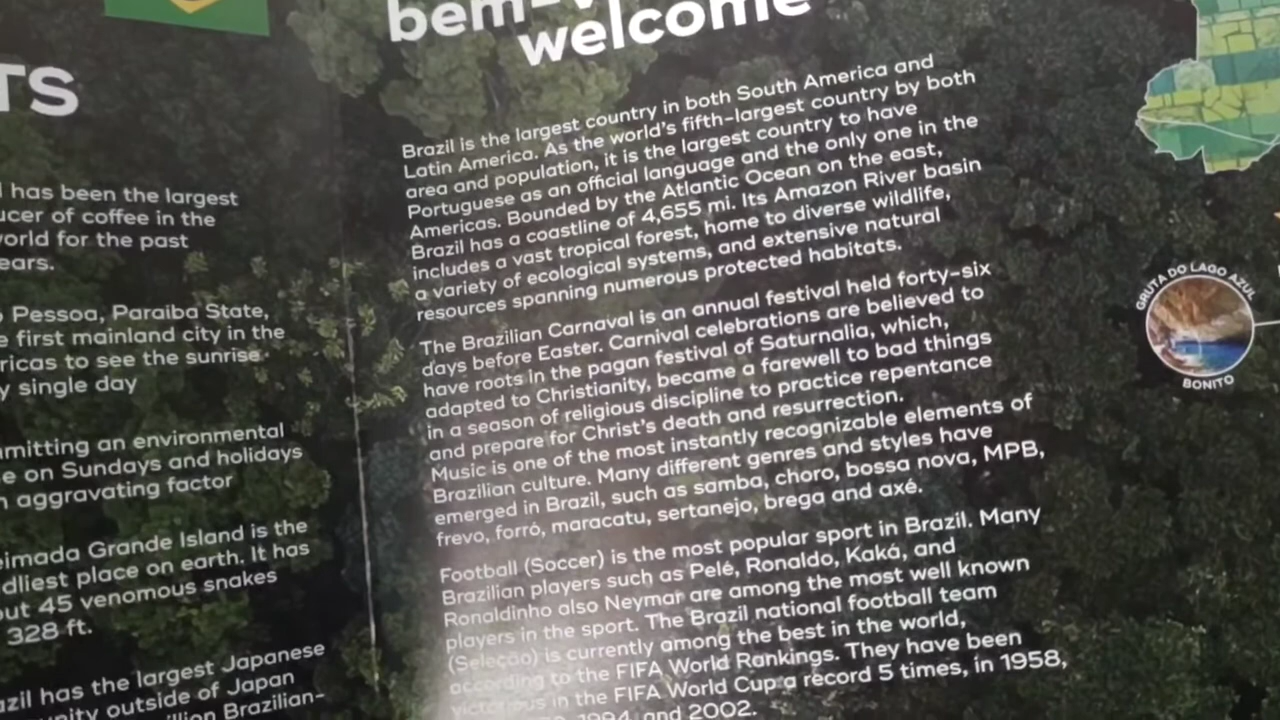 TS
has been the largest
ucer of coffee in the
world for the past
ears.
Pessoa, Paraiba State,
e first mainland city in the
ricas to see the sunrise
y single day
mmitting an environmental
e on Sundays and holidays
n aggravating factor
eimada Grande Island is the
dliest place on earth. It has
out 45 venomous snakes
328 ft.
azil has the largest Japanese
unity outside of Japan
illion Brazilian-
bem-v
welcome
Brazil is the largest country in both South America and
Latin America. As the world's fifth-largest country by both
area and population, it is the largest country to have
Portuguese as an official language and the only one in the
Americas. Bounded by the Atlantic Ocean on the east,
Brazil has a coastline of 4,655 mi. Its Amazon River basin
includes a vast tropical forest, home to diverse wildlife,
a variety of ecological systems, and extensive natural
resources spanning numerous protected habitats.
The Brazilian Carnaval is an annual festival held forty-six
days before Easter. Carnival celebrations are believed to
have roots in the pagan festival of Saturnalia, which,
adapted to Christianity, became a farewell to bad things
in a season of religious discipline to practice repentance
and prepare for Christ's death and resurrection.
Music is one of the most instantly recognizable elements of
Brazilian culture. Many different genres and styles have
emerged in Brazil, such as samba, choro, bossa nova, MPB,
frevo, forró, maracatu, sertanejo, brega and axé.
Football (Soccer) is the most popular sport in Brazil. Many
Brazilian players such as Pelé, Ronaldo, Kaká, and
Ronaldinho also Neymar are among the most well known
players in the sport. The Brazil national football team
(Seleção) is currently among the best in the world,
according to the FIFA World Rankings. They have been
victorious in the FIFA World Cup a record 5 times, in 1958,
1994 and 2002.
GRUTA DO LAGO AZUL
BONITO